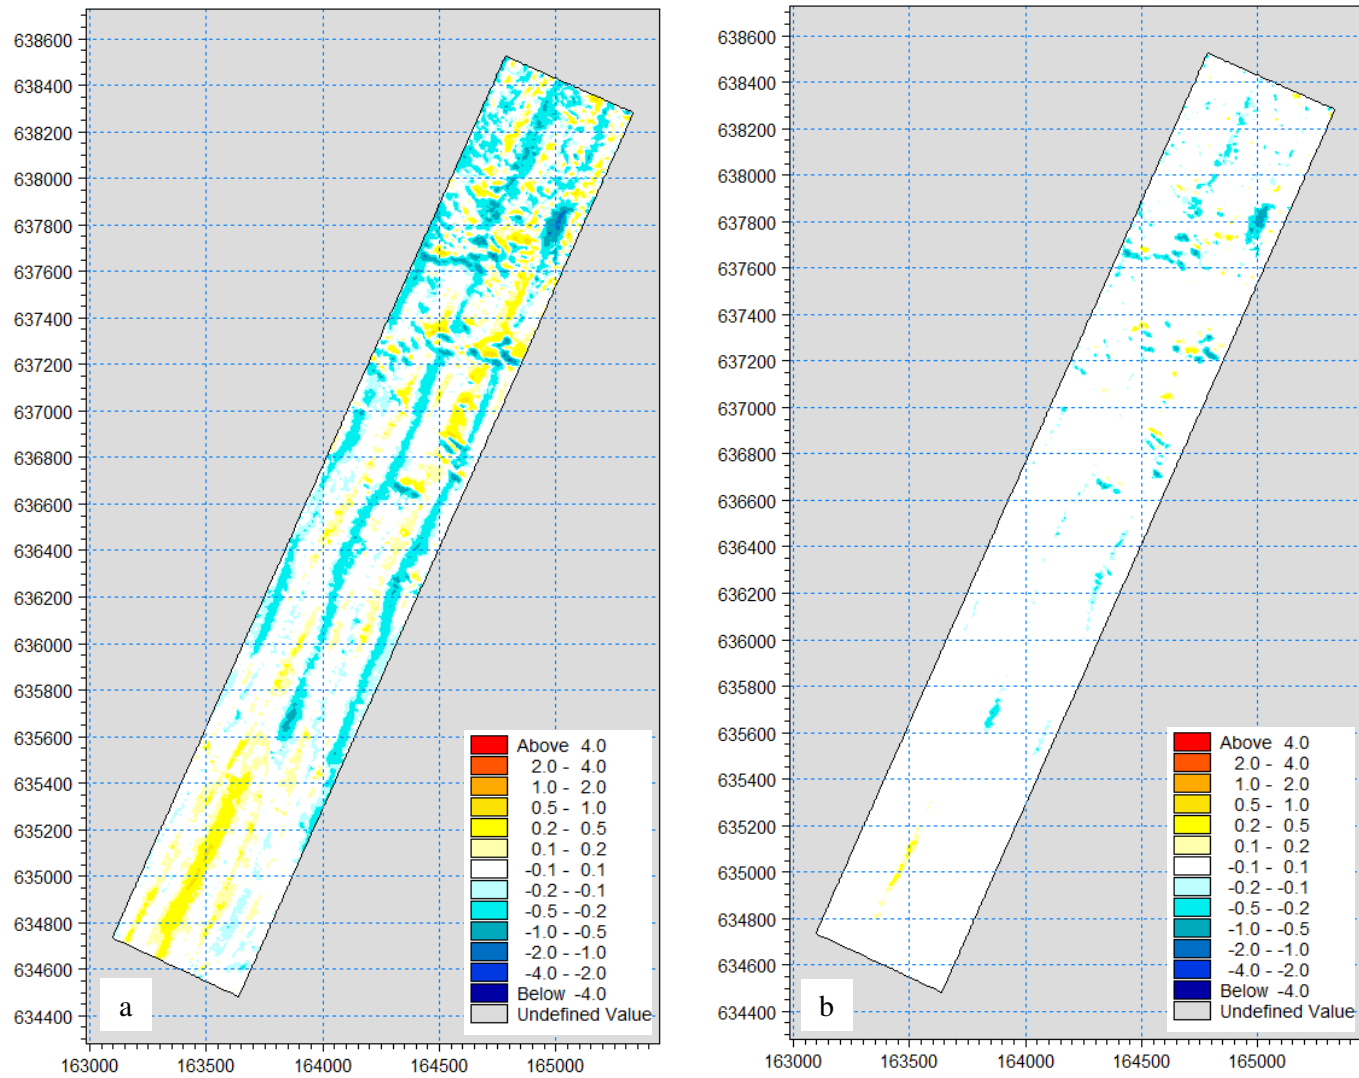 638600
638400
638200
638000
637800
637600
637400
637200
637000
636800
636600
636400
636200
636000
635800
635600
635400
635200
635000
634800
634600
634400
163000 163500 164000 164500 165000
Above 4.0
2.0 - 4.0
1.0 - 2.0
0.5 - 1.0
0.2 - 0.5
0.1 - 0.2
-0.1 - 0.1
-0.2 - -0.1
-0.5 - -0.2
-1.0 - -0.5
-2.0 - -1.0
-4.0 - -2.0
Below -4.0
Undefined Value
a
638600
638400
638200
638000
637800
637600
637400
637200
637000
636800
636600
636400
636200
636000
635800
635600
635400
635200
635000
634800
634600
634400
163000 163500 164000 164500 165000
Above 4.0
2.0 - 4.0
1.0 - 2.0
0.5 - 1.0
0.2 - 0.5
0.1 - 0.2
-0.1 - 0.1
-0.2 - -0.1
-0.5 - -0.2
-1.0 - -0.5
-2.0 - -1.0
-4.0 - -2.0
Below -4.0
Undefined Value
b